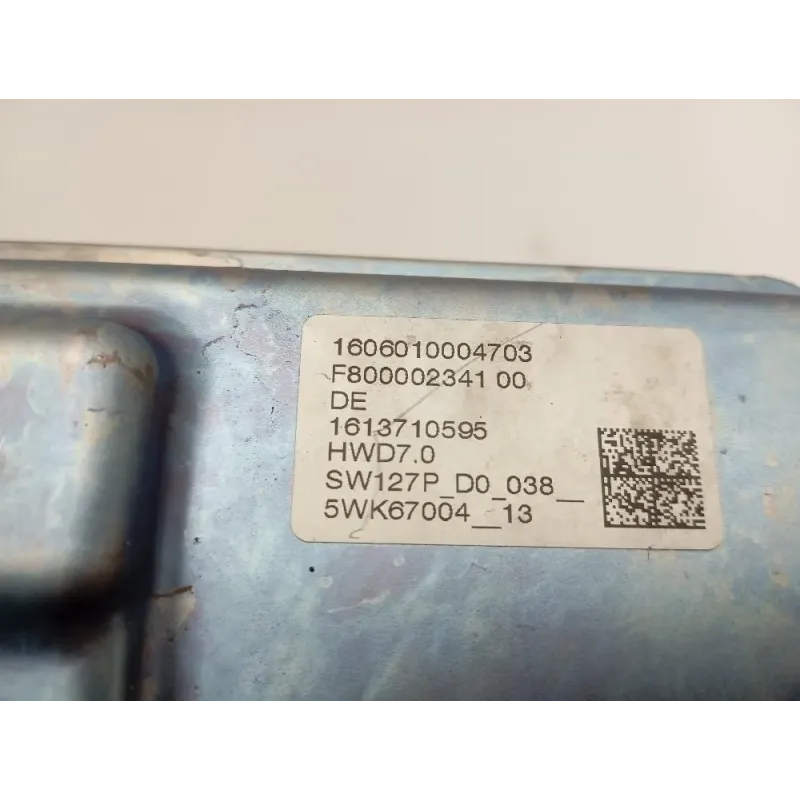 1606010004703
F800002341 00
DE
1613710595
HWD7.0
SW127P_D0_038__
5WK67004__13